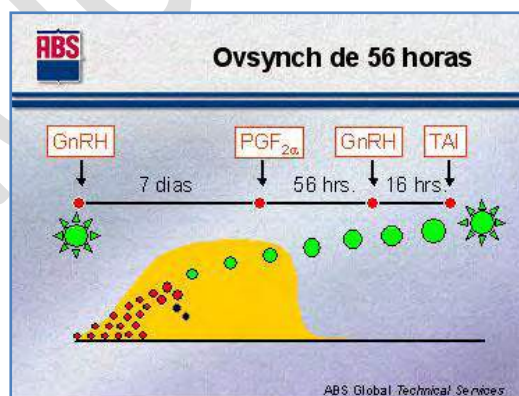 ABS
Ovsynch de 56 horas
GnRH PGF2α GnRH TAI
7 dias 56 hrs. 16 hrs.
ABS Global Technical Services